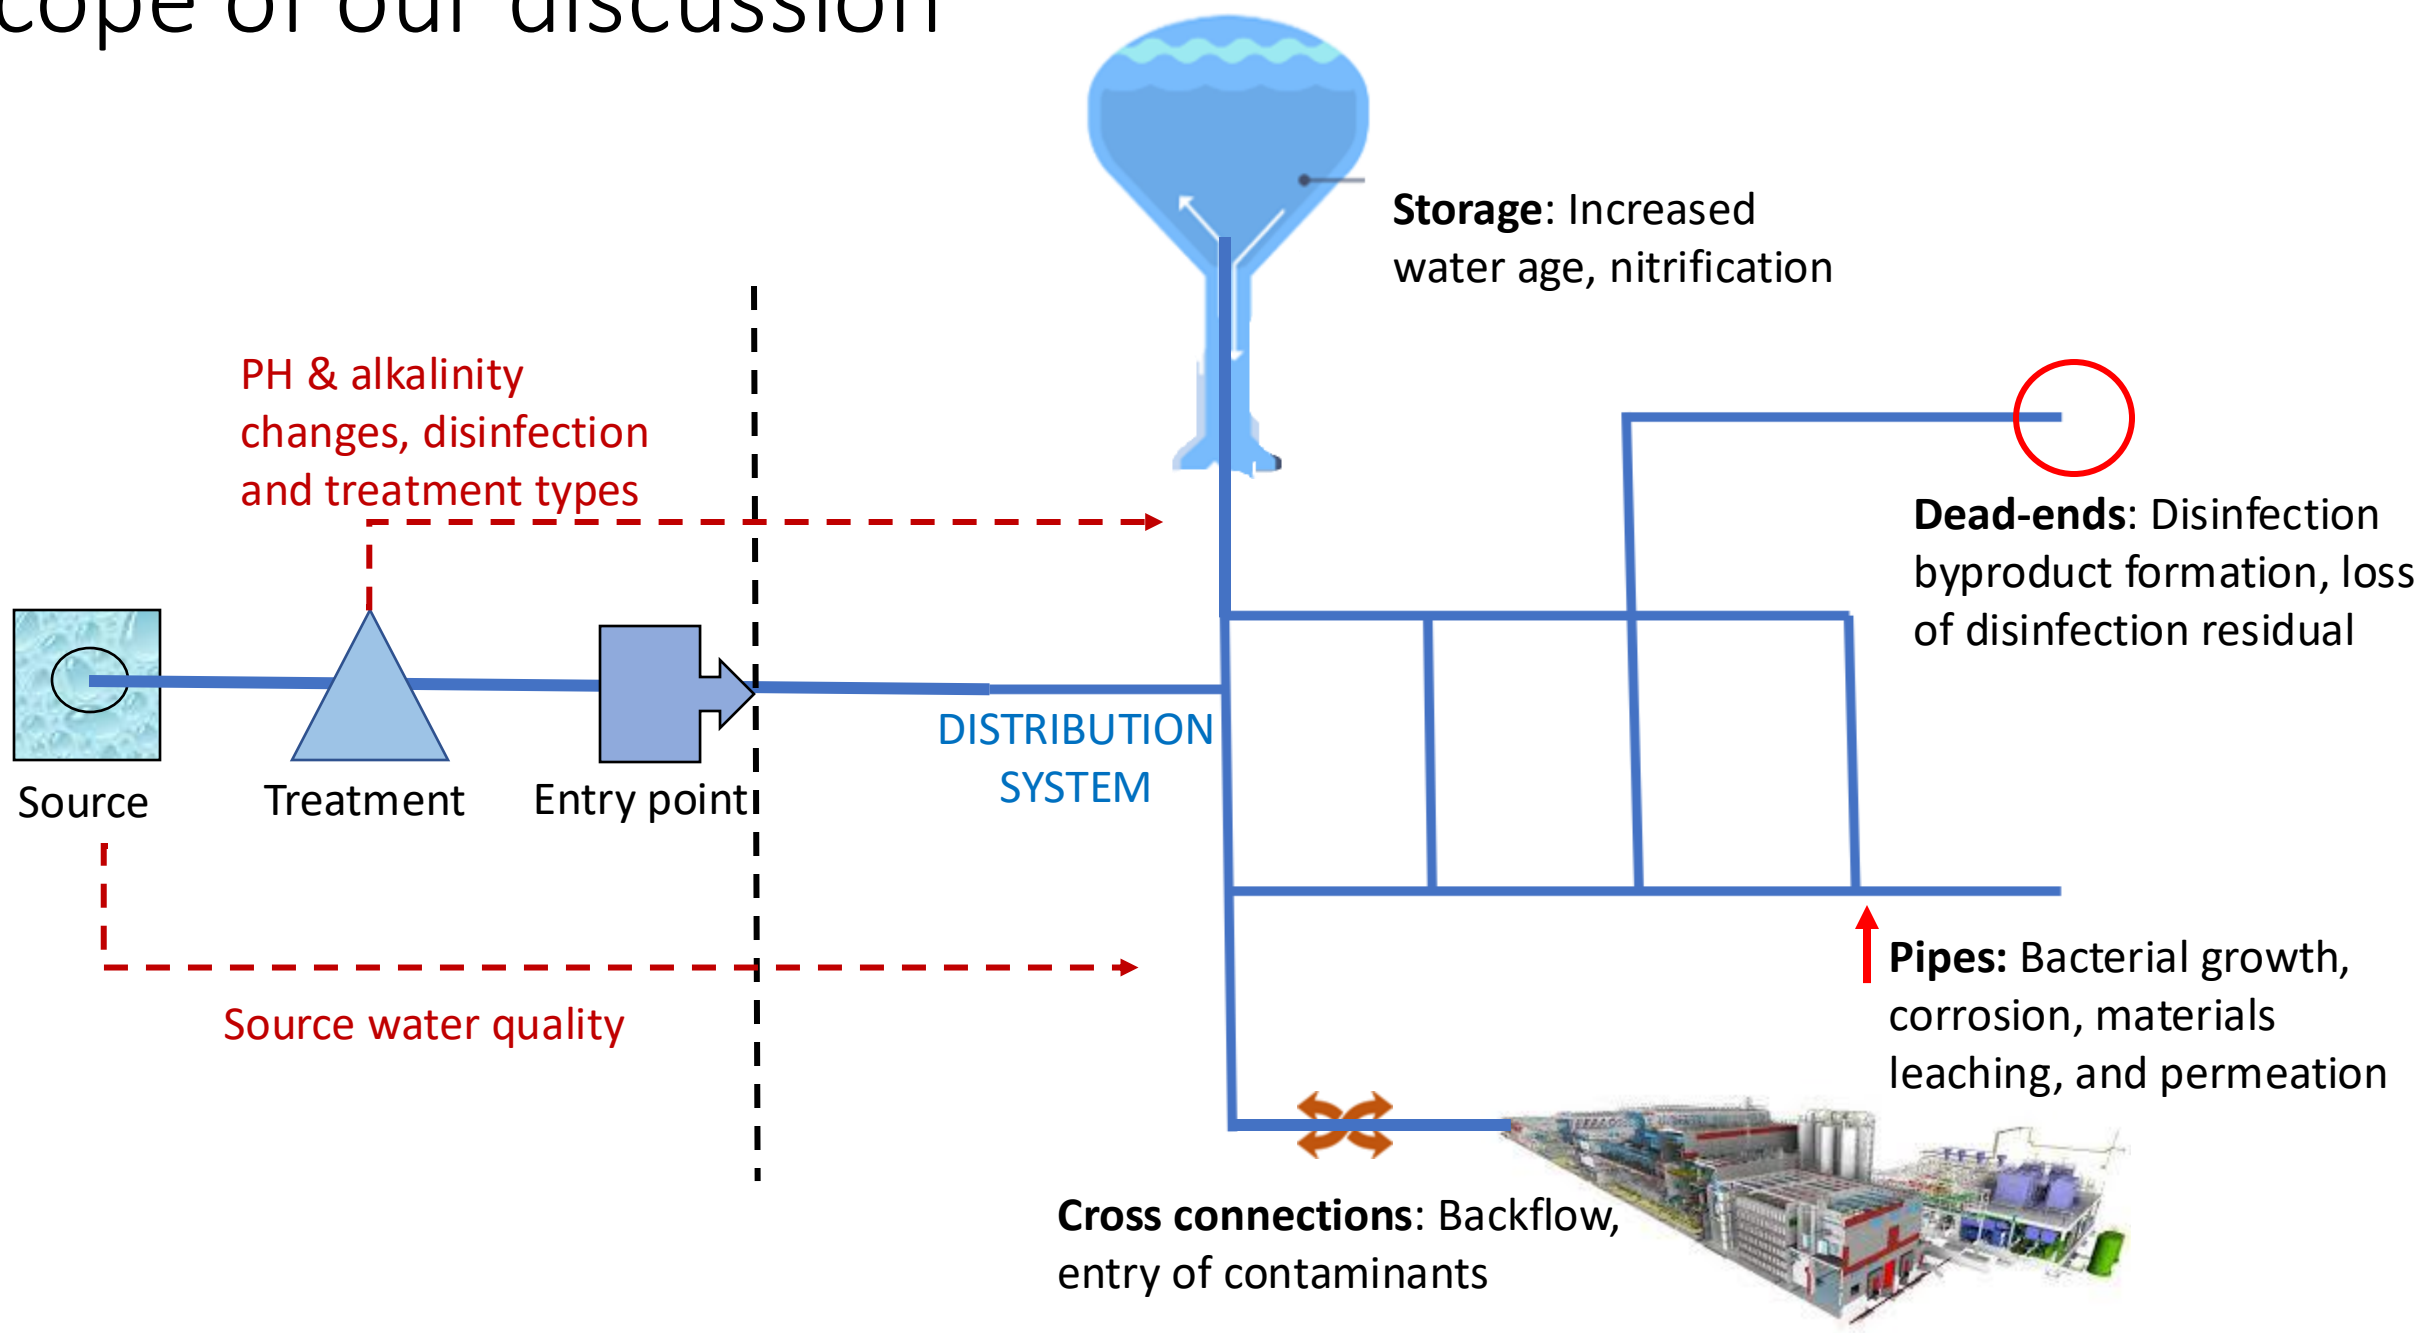 cope of our discussion
Storage: Increased
water age, nitrification
PH & alkalinity
changes, disinfection
and treatment types
Dead-ends: Disinfection
byproduct formation, loss
of disinfection residual
DISTRIBUTION
SYSTEM
Source
Treatment
Entry point
Source water quality
Pipes: Bacterial growth,
corrosion, materials
leaching, and permeation
Cross connections: Backflow,
entry of contaminants